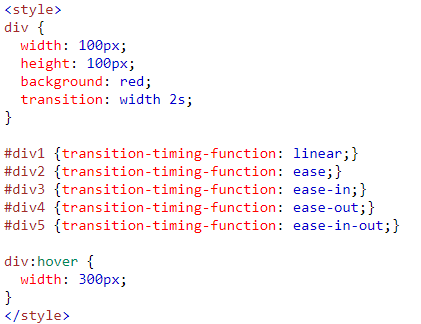 <style>
div {
  width: 100px;
  height: 100px;
  background: red;
  transition: width 2s;
}

#div1 {transition-timing-function: linear;}
#div2 {transition-timing-function: ease;}
#div3 {transition-timing-function: ease-in;}
#div4 {transition-timing-function: ease-out;}
#div5 {transition-timing-function: ease-in-out;}

div:hover {
  width: 300px;
}
</style>